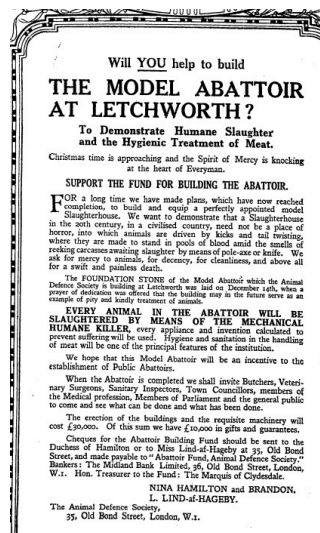 Will YOU help to build
THE MODEL ABATTOIR
AT LETCHWORTH?
To Demonstrate Humane Slaughter
and the Hygienic Treatment of Meat.
Christmas time is approaching and the Spirit of Mercy is knocking
at the heart of Everyman.
SUPPORT THE FUND FOR BUILDING THE ABATTOIR.
FOR a long time we have made plans, which have now reached
completion, to build and equip a perfectly appointed model
Slaughterhouse. We want to demonstrate that a Slaughterhouse
in the 20th century, in a civilised country, need not be a place of
horror, into which animals are driven by kicks and tail twisting,
where they are made to stand in pools of blood amid the smells of
reeking carcasses awaiting slaughter by means of pole-axe or knife. We
ask for mercy to animals, for decency, for cleanliness, and above all
for a swift and painless death.
The FOUNDATION STONE of the Model Abattoir which the Animal
Defence Society is building at Letchworth was laid on December 14th, when a
prayer of dedication was offered that the building may in the future serve as an
example of pity and kindly treatment of animals.
EVERY ANIMAL IN THE ABATTOIR WILL BE
SLAUGHTERED BY MEANS OF THE MECHANICAL
HUMANE KILLER, every appliance and invention calculated to
prevent suffering will be used. Hygiene and sanitation in the handling
of meat will be one of the principal features of the institution.
We hope that this Model Abattoir will be an incentive to the
establishment of Public Abattoirs.
When the Abattoir is completed we shall invite Butchers, Veteri-
nary Surgeons, Sanitary Inspectors, Town Councillors, members of
the Medical profession, Members of Parliament and the general public
to come and see what can be done and what has been done.
The erection of the buildings and the requisite machinery will
cost £30,000. Of this sum we have £10,000 in gifts and guarantees.
Cheques for the Abattoir Building Fund should be sent to the
Duchess of Hamilton or to Miss Lind-af-Hageby at 35, Old Bond
Street, and made payable to "Abattoir Fund, Animal Defence Society."
Bankers: The Midland Bank Limited, 36, Old Bond Street, London,
W.1. Hon. Treasurer to the Fund: The Marquis of Clydesdale.
NINA HAMILTON and BRANDON,
L. LIND-af-HAGEBY.
The Animal Defence Society,
35, Old Bond Street, London, W.1.